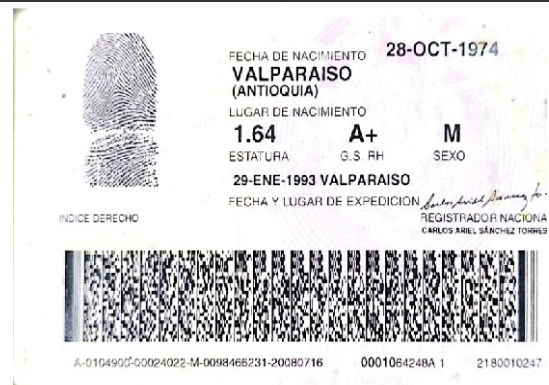 FECHA DE NACIMIENTO 28-OCT-1974
VALPARAISO
(ANTIOQUIA)
LUGAR DE NACIMIENTO
1.64 A+ M
ESTATURA G.S. RH SEXO
29-ENE-1993 VALPARAISO
FECHA Y LUGAR DE EXPEDICION
INDICE DERECHO
REGISTRADOR NACIONA
CARLOS ARIEL SÁNCHEZ TORRES
A-0104900-00024022-M-0098466231-20080716 0001064248A 1 2180010247